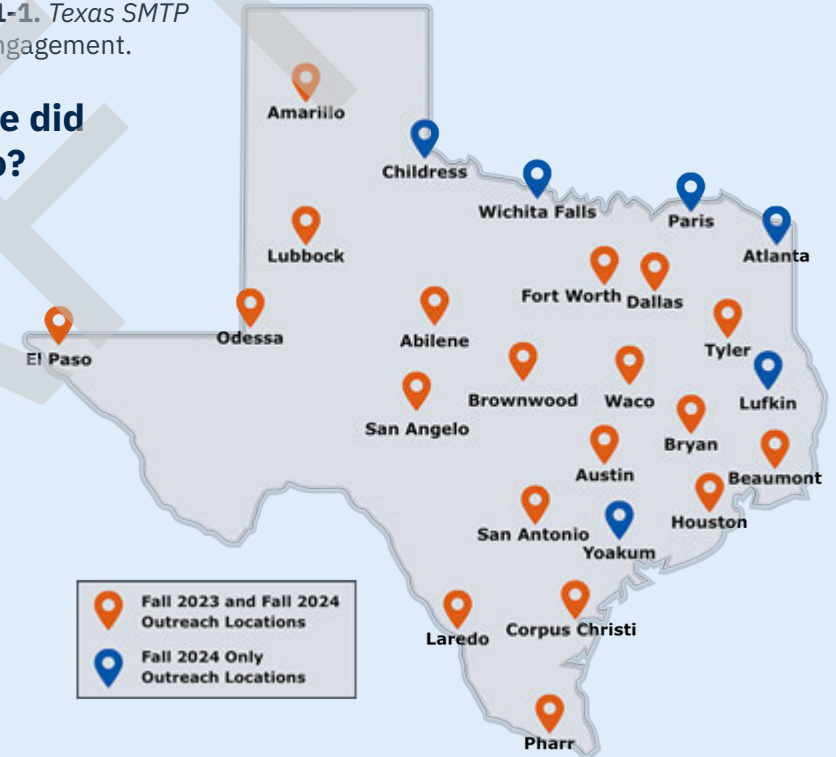 1-1. Texas SMTP
ngagement.
e did
o?
Amarillo
Childress
Wichita Falls
Paris
Atlanta
Lubbock
Fort Worth
Dallas
Odessa
Abilene
Tyler
El Paso
Brownwood
Waco
Lufkin
San Angelo
Bryan
Austin
Beaumont
San Antonio
Houston
Yoakum
Fall 2023 and Fall 2024
Outreach Locations
Fall 2024 Only
Outreach Locations
Laredo
Corpus Christi
Pharr